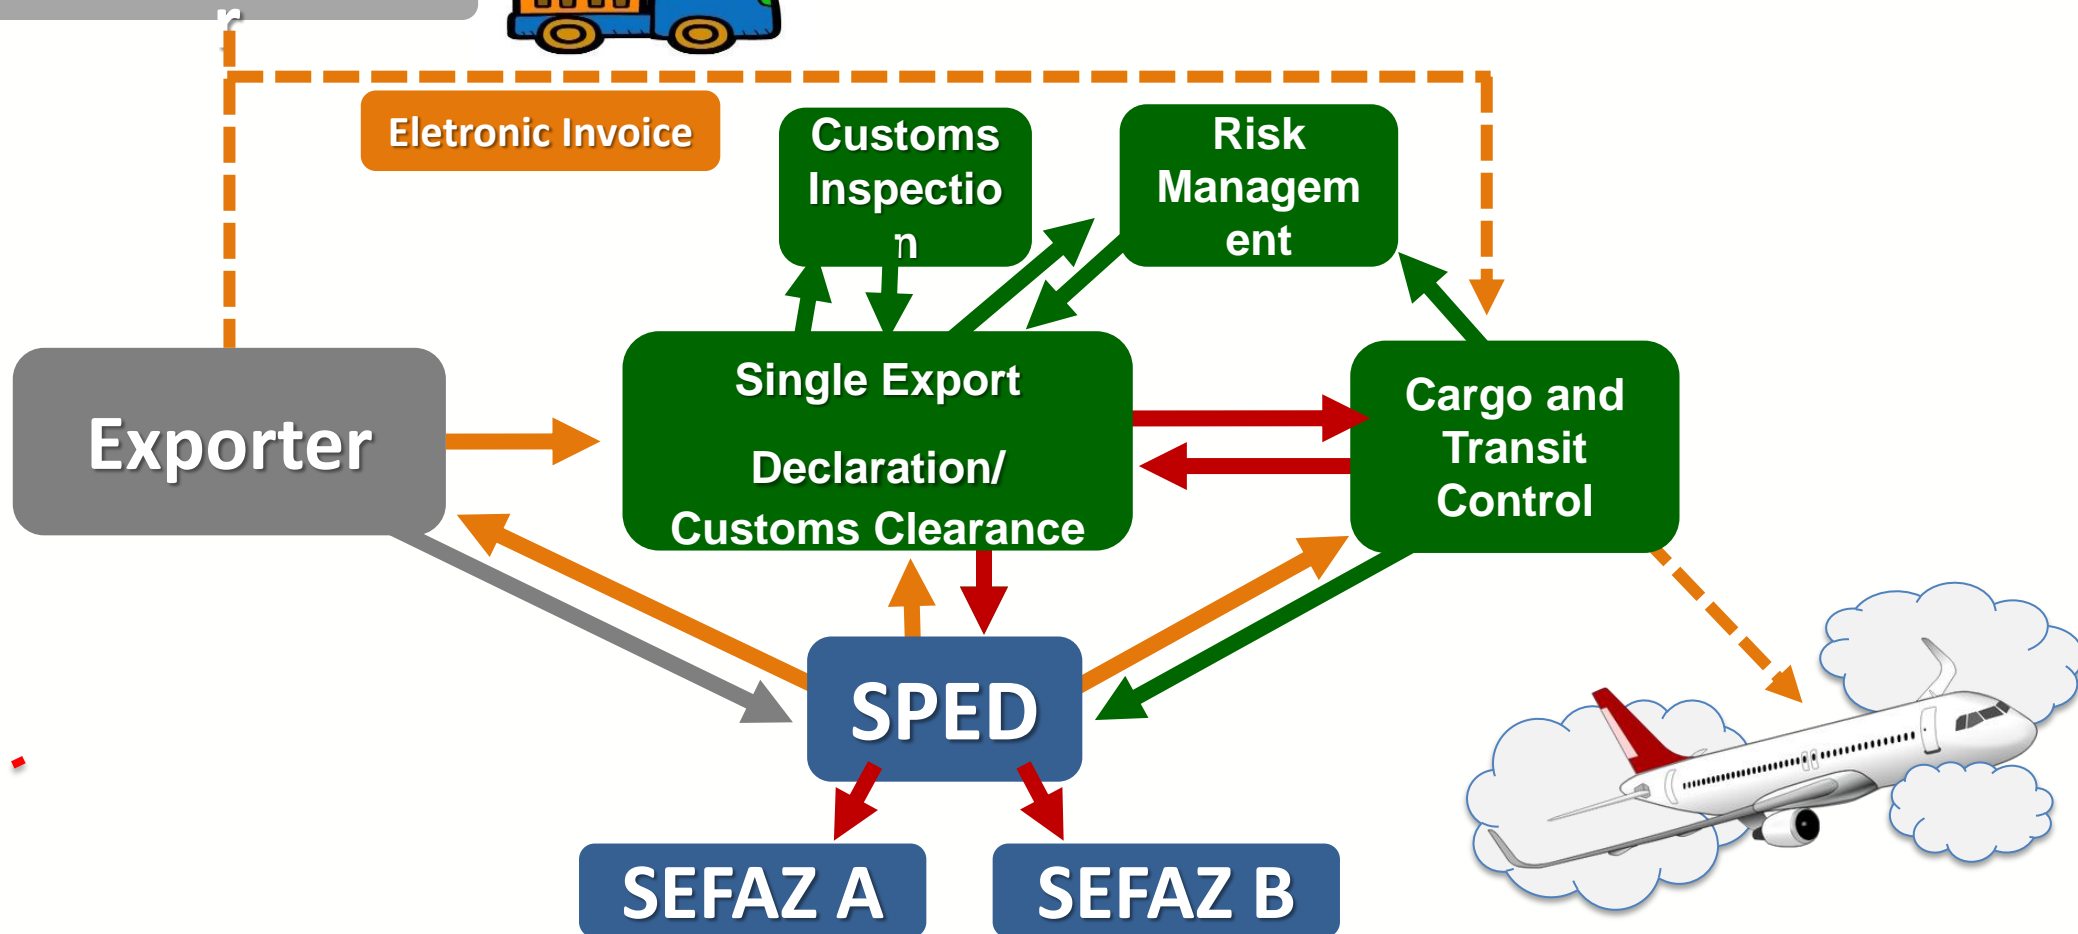 r
Eletronic Invoice
Customs
Inspectio
n
Risk
Managem
ent
Single Export
Declaration/
Customs Clearance
Cargo and
Transit
Control
Exporter
SPED
SEFAZ A
SEFAZ B